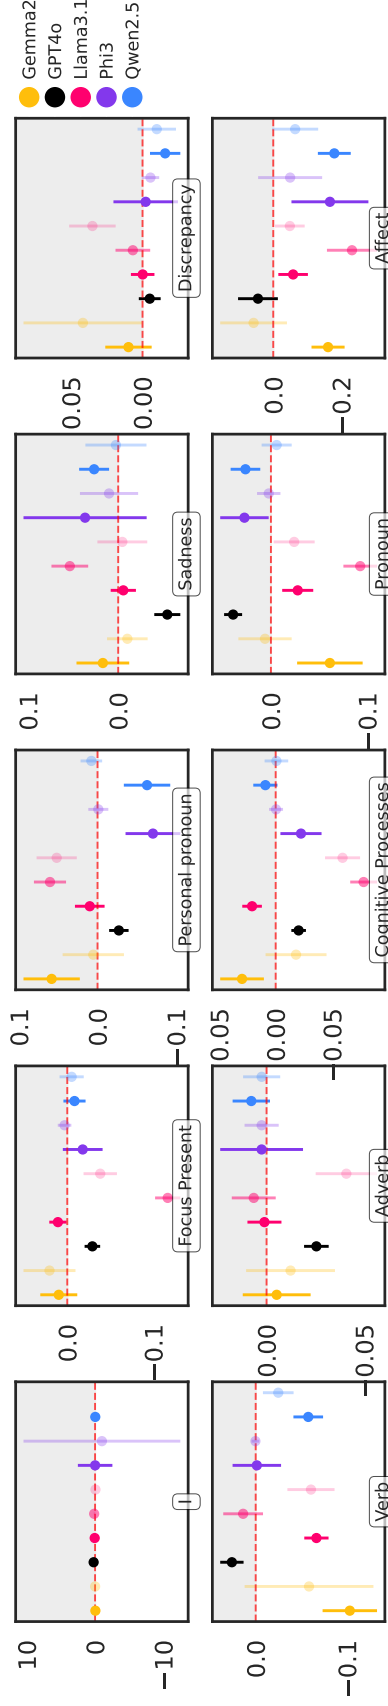 10
0
−10
I
0.0
−0.1
Focus Present
0.1
0.0
−0.1
Personal pronoun
0.1
0.0
Sadness
0.05
0.00
Discrepancy
Gemma2
GPT4o
Llama3.1
Phi3
Qwen2.5
0.0
−0.1
Verb
0.00
−0.05
Adverb
0.05
0.00
−0.05
Cognitive Processes
0.0
−0.1
Pronoun
0.0
−0.2
Affect